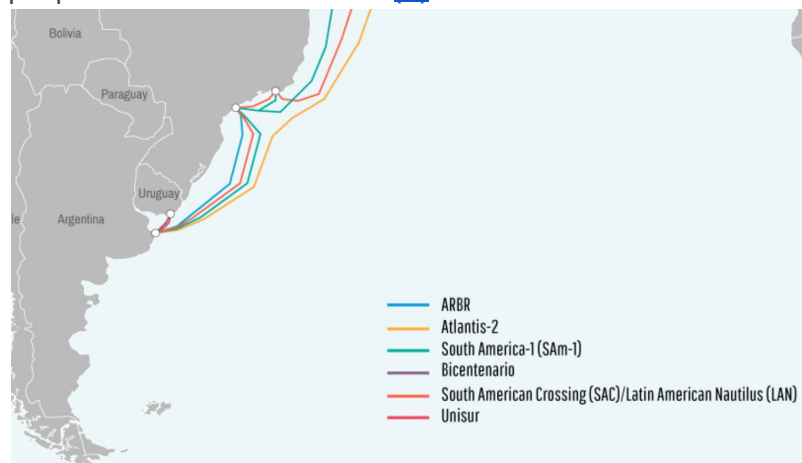 Bolivia
Paraguay
Uruguay
Argentina
le
ARBR
Atlantis-2
South America-1 (SAm-1)
Bicentenario
South American Crossing (SAC)/Latin American Nautilus (LAN)
Unisur